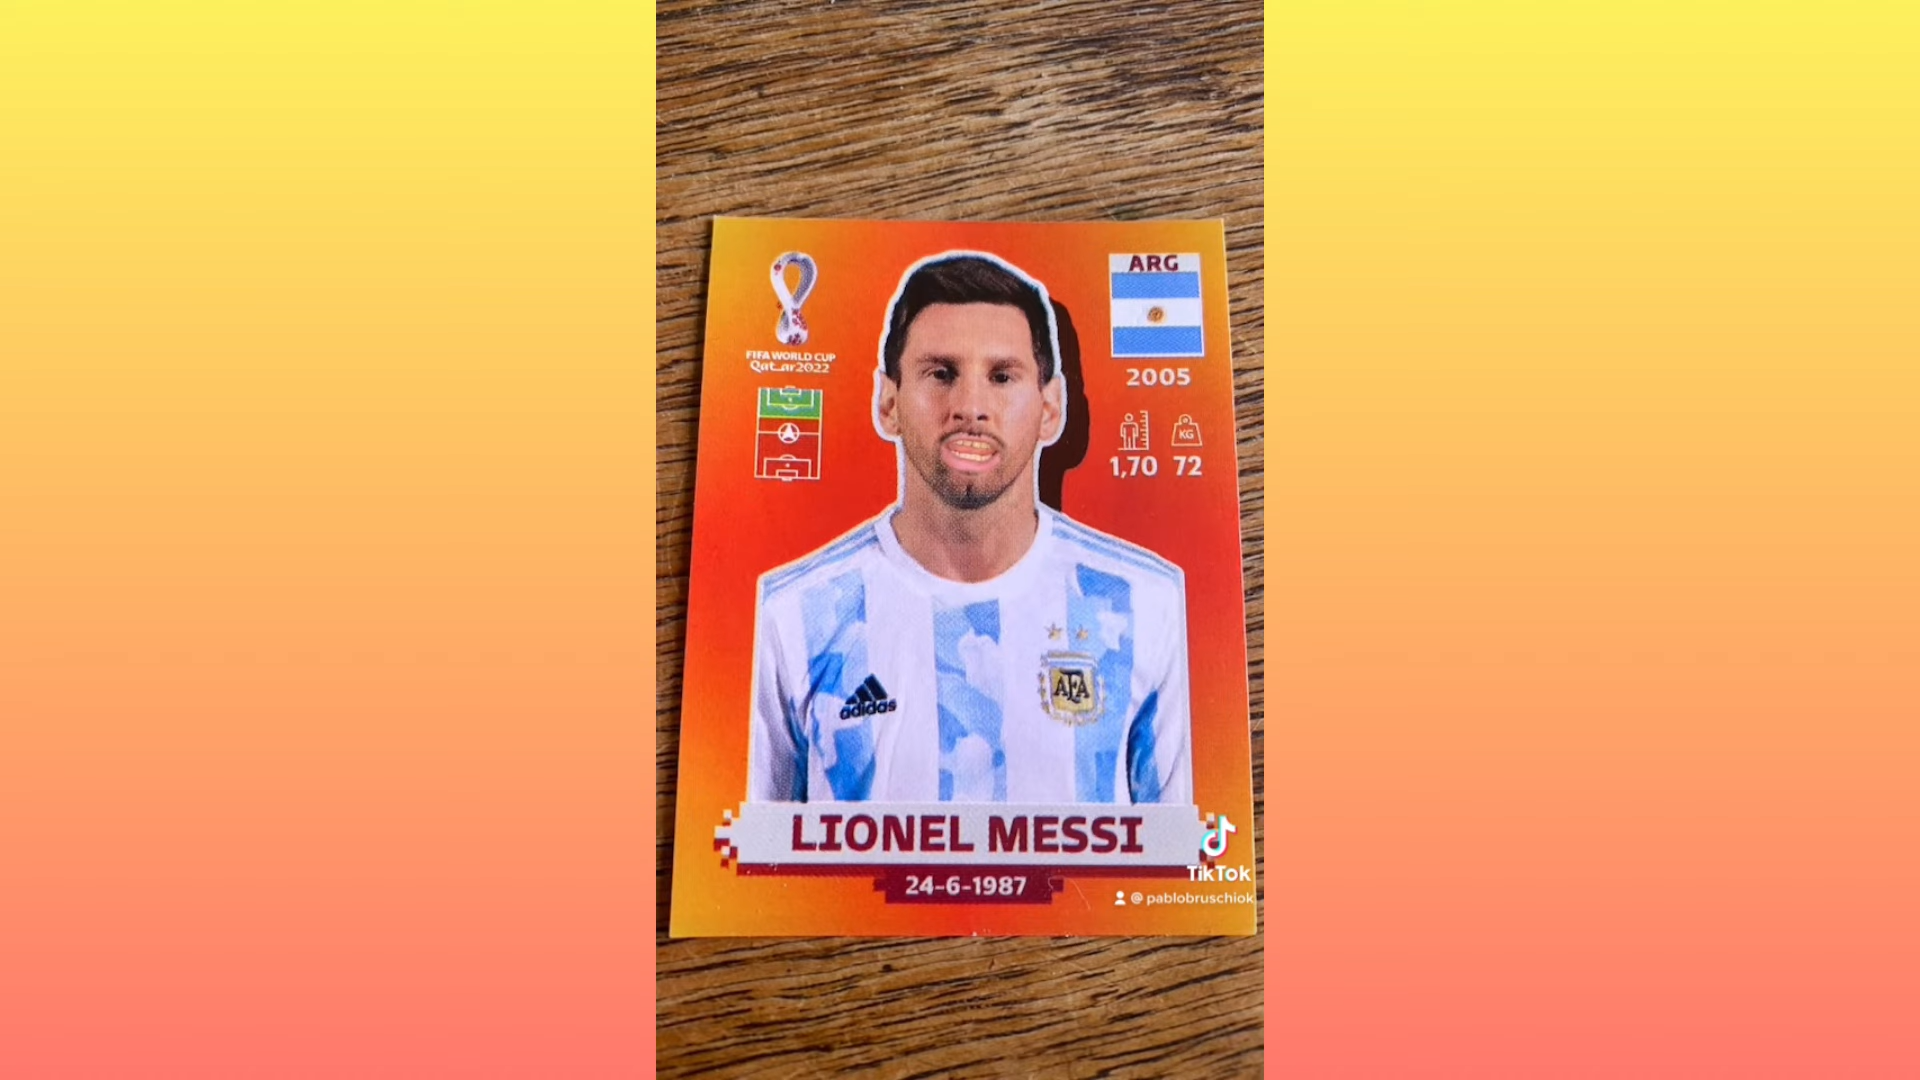 ARG
FIFA WORLD CUP
Qatar2022
2005
KG
1,70 72
adidas
AFA
LIONEL MESSI
24-6-1987
TikTok
@ pablobruschiok